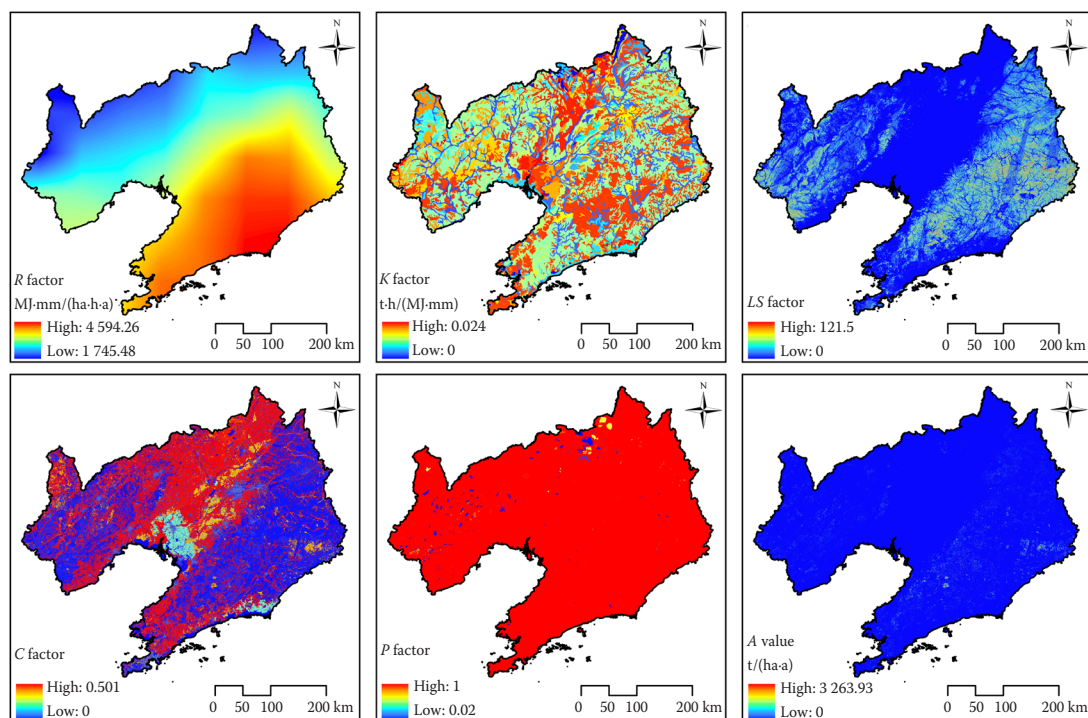 N
R factor
MJ·mm/(ha·h·a)
High: 4 594.26
Low: 1 745.48
0 50 100 200 km
N
K factor
t·h/(MJ·mm)
High: 0.024
Low: 0
0 50 100 200 km
N
LS factor
High: 121.5
Low: 0
0 50 100 200 km
N
C factor
High: 0.501
Low: 0
0 50 100 200 km
N
P factor
High: 1
Low: 0.02
0 50 100 200 km
N
A value
t/(ha·a)
High: 3 263.93
Low: 0
0 50 100 200 km